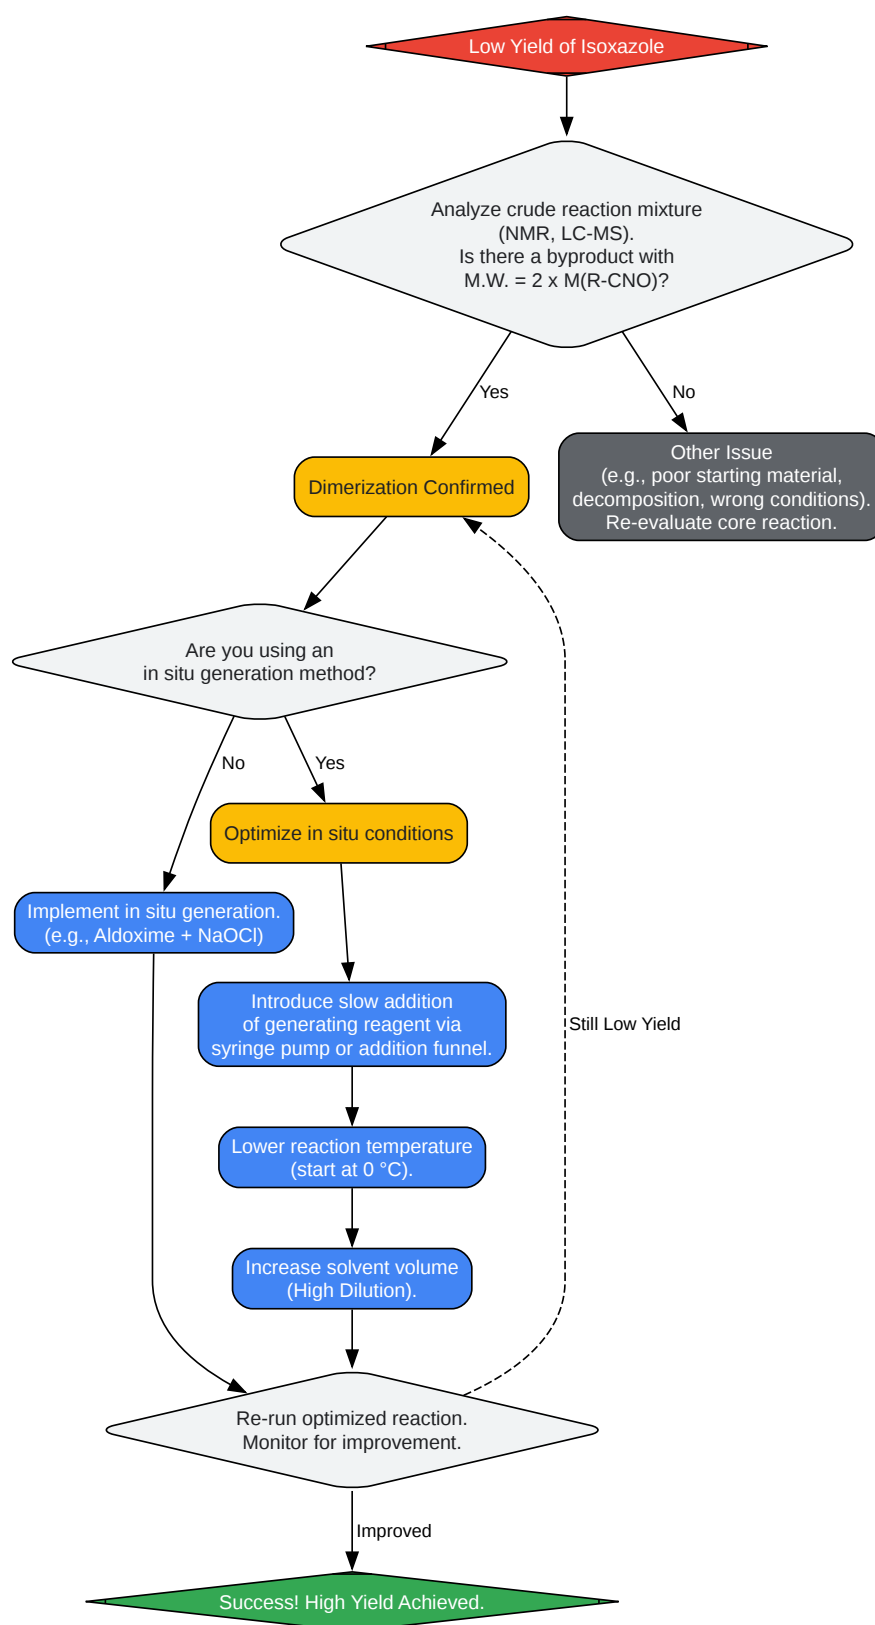 Low Yield of Isoxazole
Analyze crude reaction mixture
(NMR, LC-MS).
Is there a byproduct with
M.W. = 2 x M(R-CNO)?
Yes
No
Dimerization Confirmed
Other Issue
(e.g., poor starting material,
decomposition, wrong conditions).
Re-evaluate core reaction.
Are you using an
in situ generation method?
No
Yes
Optimize in situ conditions
Implement in situ generation.
(e.g., Aldoxime + NaOCl)
Introduce slow addition
of generating reagent via
syringe pump or addition funnel.
Still Low Yield
Lower reaction temperature
(start at 0 °C).
Increase solvent volume
(High Dilution).
Re-run optimized reaction.
Monitor for improvement.
Improved
Success! High Yield Achieved.